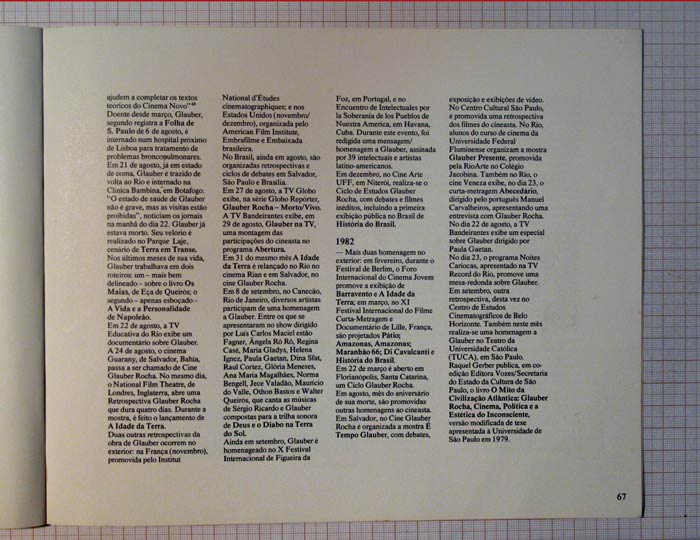 ajudem a completar os textos
teóricos do Cinema Novo"⁴⁸
Doente desde março, Glauber,
segundo registra a Folha de
S. Paulo de 6 de agosto, é
internado num hospital próximo
de Lisboa para tratamento de
problemas broncopulmonares.
Em 21 de agosto, já em estado
de coma, Glauber é trazido de
volta ao Rio e internado na
Clínica Bambina, em Botafogo.
"O estado de saúde de Glauber
não é grave, mas as visitas estão
proibidas", noticiam os jornais
na manhã do dia 22. Glauber já
estava morto. Seu velório é
realizado no Parque Laje,
cenário de Terra em Transe.
Nos últimos meses de sua vida,
Glauber trabalhava em dois
roteiros: um – mais bem
delineado – sobre o livro Os
Maias, de Eça de Queirós; o
segundo – apenas esboçado –
A Vida e a Personalidade
de Napoleão.
Em 22 de agosto, a TV
Educativa do Rio exibe um
documentário sobre Glauber.
A 24 de agosto, o cinema
Guarany, de Salvador, Bahia,
passa a ser chamado de Cine
Glauber Rocha. No mesmo dia,
o National Film Theatre, de
Londres, Inglaterra, abre uma
Retrospectiva Glauber Rocha
que dura quatro dias. Durante a
mostra, é feito o lançamento de
A Idade da Terra.
Duas outras retrospectivas da
obra de Glauber ocorrem no
exterior: na França (novembro),
promovida pelo Institut
National d'Études
cinematographiques; e nos
Estados Unidos (novembro/
dezembro), organizada pelo
American Film Institute,
Embrafilme e Embaixada
brasileira.
No Brasil, ainda em agosto, são
organizadas retrospectivas e
ciclos de debates em Salvador,
São Paulo e Brasília.
Em 27 de agosto, a TV Globo
exibe, na série Globo Repórter,
Glauber Rocha – Morto/Vivo.
A TV Bandeirantes exibe, em
29 de agosto, Glauber na TV,
uma montagem das
participações do cineasta no
programa Abertura.
Em 31 do mesmo mês A Idade
da Terra é relançado no Rio no
cinema Rian e em Salvador, no
cine Glauber Rocha.
Em 8 de setembro, no Canecão,
Rio de Janeiro, diversos artistas
participam de uma homenagem
a Glauber. Entre os que se
apresentaram no show dirigido
por Luís Carlos Maciel estão
Fagner, Ângela Rô Rô, Regina
Casé, Maria Gladys, Helena
Ignez, Paula Gaetan, Dina Sfat,
Raul Cortez, Glória Meneses,
Ana Maria Magalhães, Norma
Bengell, Jece Valadão, Maurício
do Valle, Othon Bastos e Walter
Queirós, que canta as músicas
de Sérgio Ricardo e Glauber
compostas para a trilha sonora
de Deus e o Diabo na Terra
do Sol.
Ainda em setembro, Glauber é
homenageado no X Festival
Internacional de Figueira da
Foz, em Portugal, e no
Encuentro de Intelectuales por
la Soberania de los Pueblos de
Nuestra America, em Havana,
Cuba. Durante este evento, foi
redigida uma mensagem/
homenagem a Glauber, assinada
por 39 intelectuais e artistas
latino-americanos.
Em dezembro, no Cine Arte
UFF, em Niterói, realiza-se o
Ciclo de Estudos Glauber
Rocha, com debates e filmes
inéditos, incluindo a primeira
exibição pública no Brasil de
História do Brasil.
1982
— Mais duas homenagem no
exterior: em fevereiro, durante o
Festival de Berlim, o Foro
Internacional do Cinema Jovem
promove a exibição de
Barravento e A Idade da
Terra; em março, no XI
Festival Internacional do Filme
Curta-Metragem e
Documentário de Lille, França,
são projetados Pátio;
Amazonas, Amazonas;
Maranhão 66; Di Cavalcanti e
História do Brasil.
Em 22 de março é aberto em
Florianópolis, Santa Catarina,
um Ciclo Glauber Rocha.
Em agosto, mês do aniversário
de sua morte, são promovidas
outras homenagens ao cineasta.
Em Salvador, no Cine Glauber
Rocha é organizada a mostra É
Tempo Glauber, com debates,
exposição e exibições de vídeo.
No Centro Cultural São Paulo,
é promovida uma retrospectiva
dos filmes do cineasta. No Rio,
alunos do curso de cinema da
Universidade Federal
Fluminense organizam a mostra
Glauber Presente, promovida
pela RioArte no Colégio
Jacobina. Também no Rio, o
cine Veneza exibe, no dia 23, o
curta-metragem Abecedário,
dirigido pelo português Manuel
Carvalheiros, apresentando uma
entrevista com Glauber Rocha.
No dia 22 de agosto, a TV
Bandeirantes exibe um especial
sobre Glauber dirigido por
Paula Gaetan.
No dia 23, o programa Noites
Cariocas, apresentado na TV
Record do Rio, promove uma
mesa-redonda sobre Glauber.
Em setembro, outra
retrospectiva, desta vez no
Centro de Estudos
Cinematográficos de Belo
Horizonte. Também neste mês
realiza-se uma homenagem a
Glauber no Teatro da
Universidade Católica
(TUCA), em São Paulo.
Raquel Gerber publica, em co-
edição Editora Vozes/Secretaria
do Estado da Cultura de São
Paulo, o livro O Mito da
Civilização Atlântica: Glauber
Rocha, Cinema, Política e a
Estética do Inconsciente,
versão modificada de tese
apresentada à Universidade de
São Paulo em 1979.
67